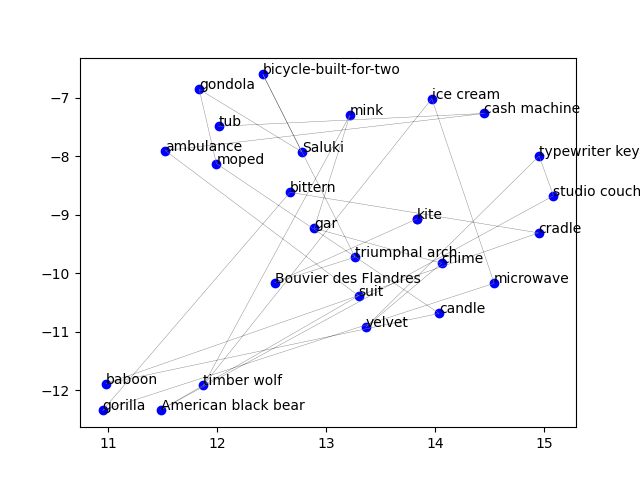 bicycle-built-for-two
gondola
ice cream
−7
cash machine
mink
tub
ambulance
Saluki
typewriter key
−8
moped
bittern
studio couch
kite
−9
gar
cradle
triumphal arch
chime
−10
Bouvier des Flandres
microwave
suit
candle
−11
velvet
baboon
timber wolf
−12
gorilla
American black bear
11
12
13
14
15